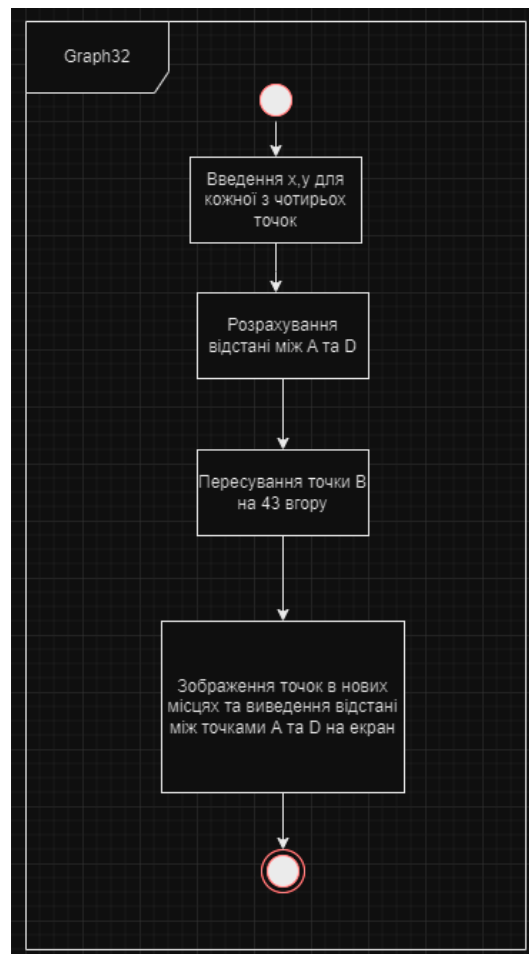 Graph32
Введення x,y для
кожної з чотирьох
точок
Розрахування
відстані між A та D
Пересування точки B
на 43 вгору
Зображення точок в нових
місцях та виведення відстані
між точками A та D на екран